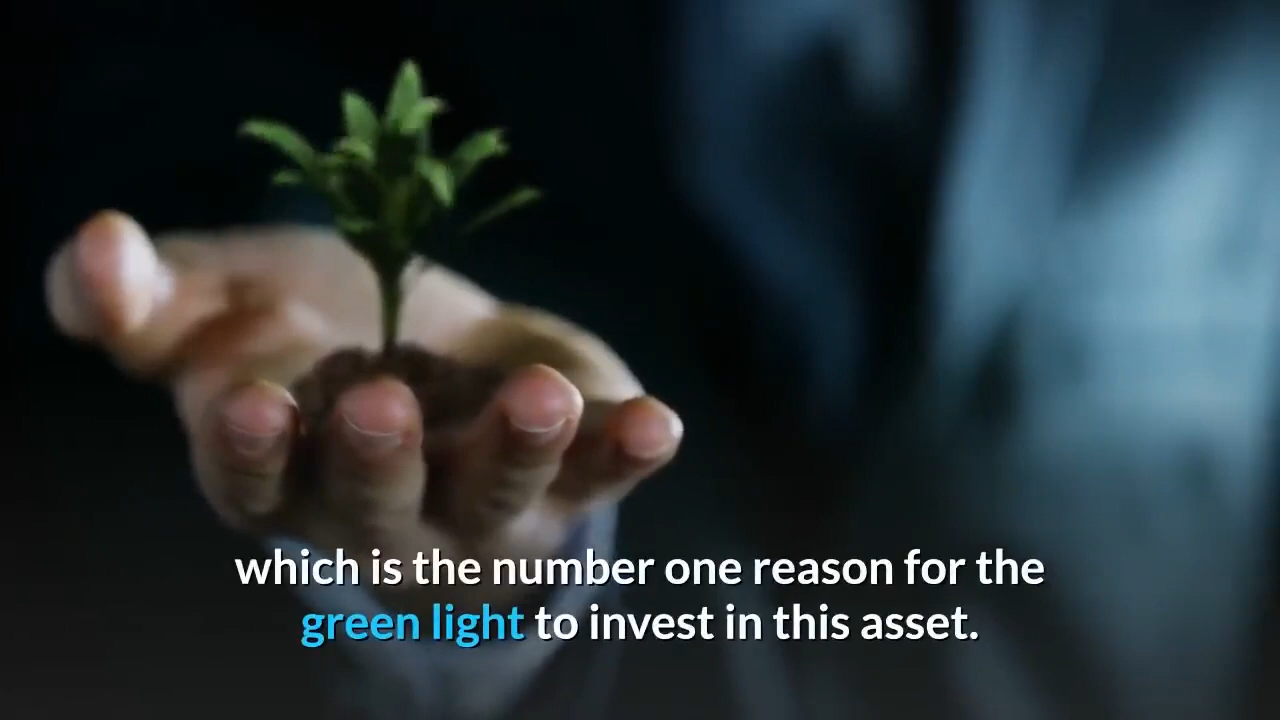 which is the number one reason for the
green light to invest in this asset.